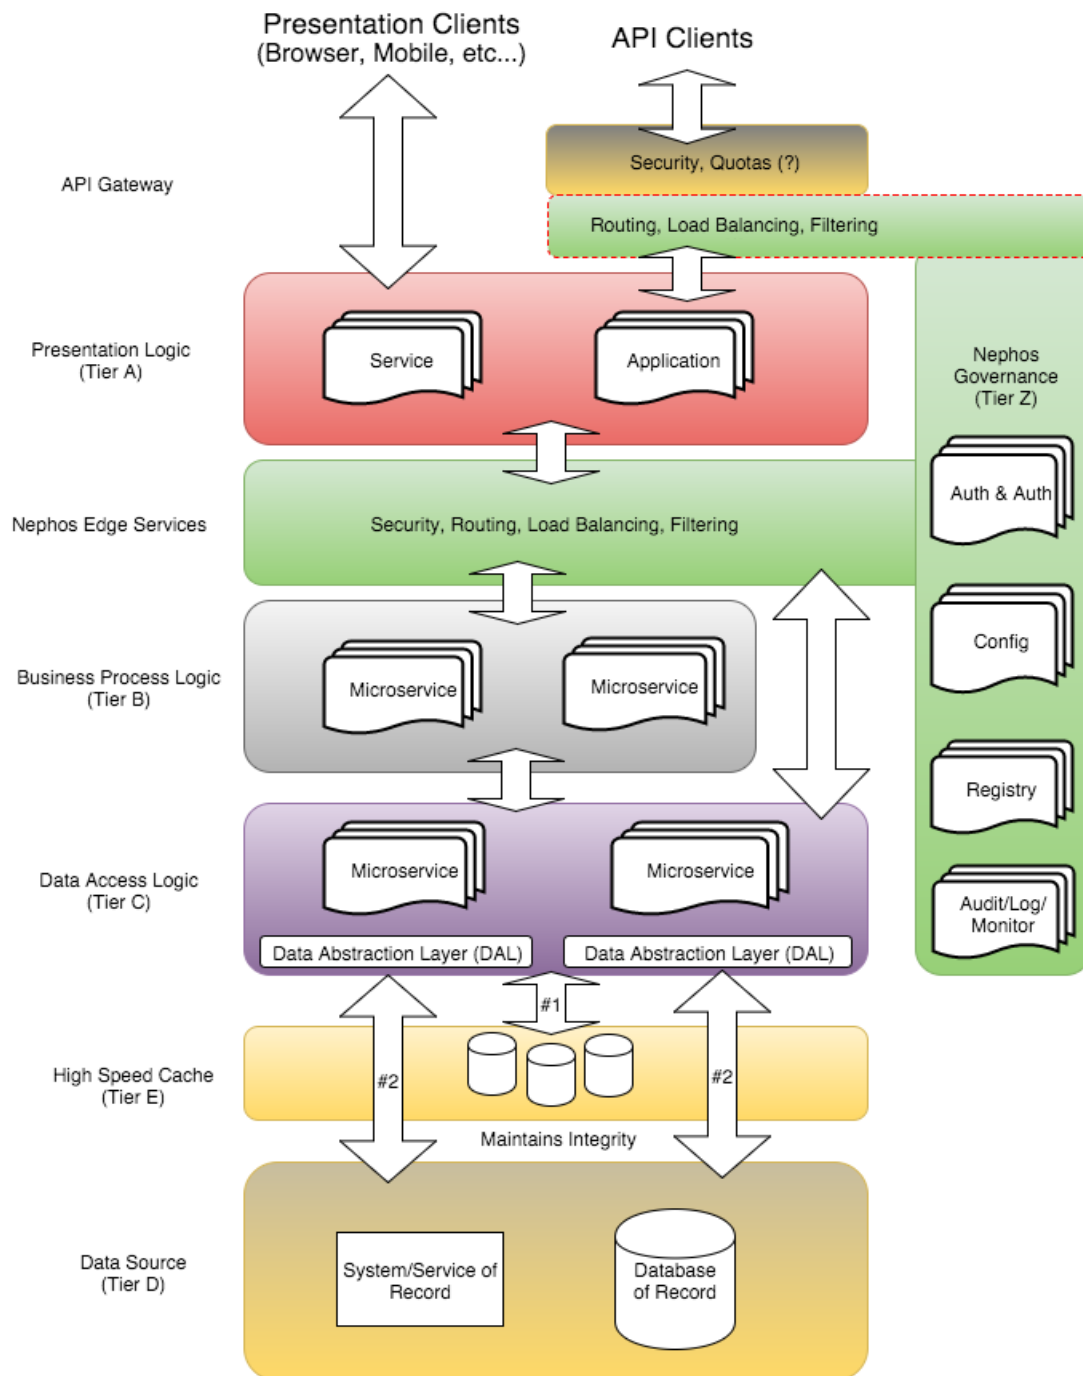 Presentation Clients
(Browser, Mobile, etc...)
API Clients
Security, Quotas (?)
API Gateway
Routing, Load Balancing, Filtering
Presentation Logic
(Tier A)
Service
Application
Nephos
Governance
(Tier Z)
Auth & Auth
Nephos Edge Services
Security, Routing, Load Balancing, Filtering
Config
Business Process Logic
(Tier B)
Microservice
Microservice
Registry
Data Access Logic
(Tier C)
Microservice
Microservice
Audit/Log/
Monitor
Data Abstraction Layer (DAL)
Data Abstraction Layer (DAL)
#1
High Speed Cache
(Tier E)
#2
#2
Maintains Integrity
Data Source
(Tier D)
System/Service of
Record
Database
of Record